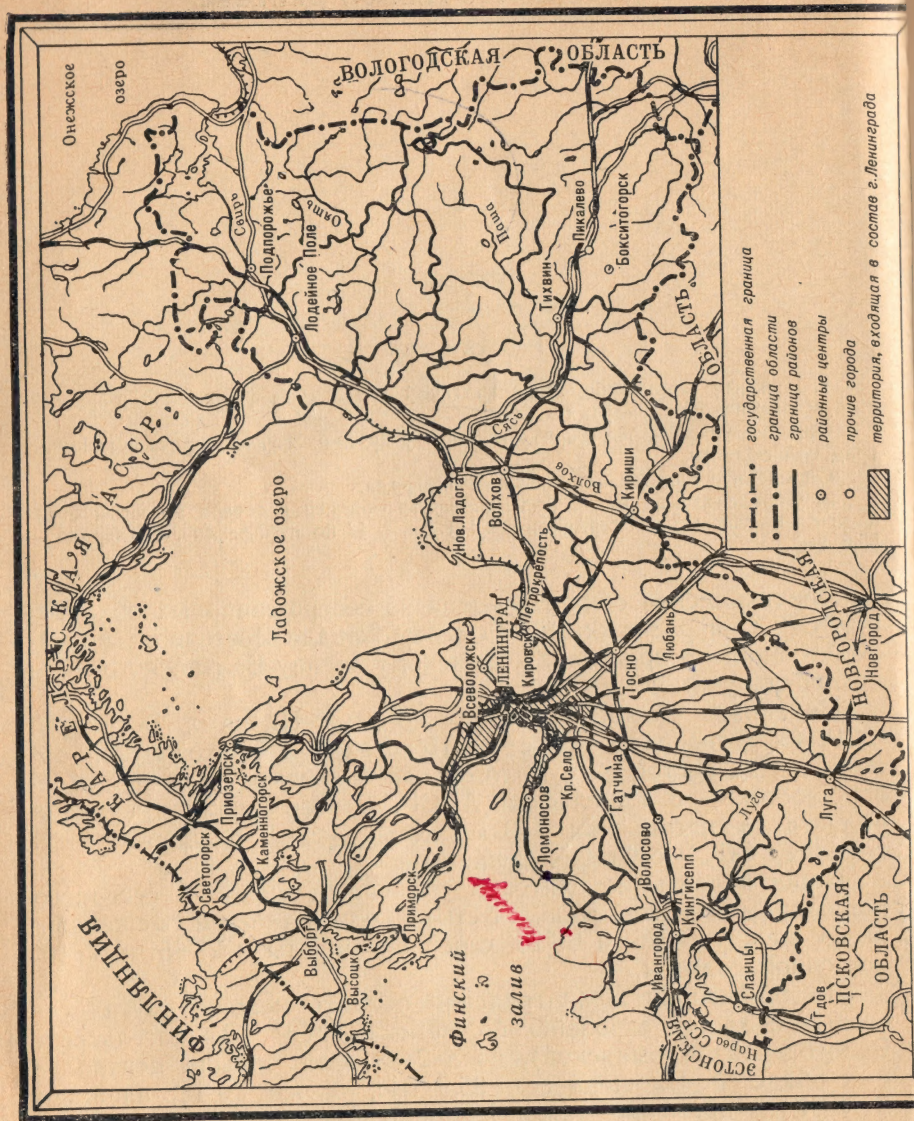 ФИНЛЯНДИЯ
КАРЕЛЬСКАЯ АССР
Онежское
озеро
ВОЛОГОДСКАЯ ОБЛАСТЬ
Светогорск
Каменногорск
Приозерск
Выборг
Высоцк
Приморск
Ладожское озеро
Свирь
Подпорожье
Оять
Лодейное Поле
Паша
Финский
залив
Всеволожск
ЛЕНИНГРАД
Кировск
Петрокрепость
Нов. Ладога
Волхов
Сясь
Волхов
Тихвин
Пикалево
Бокситогорск
Ломоносов
Кр. Село
Гатчина
Тосно
Любань
Кириши
Ивангород
Кингисепп
Волосово
Луга
Сланцы
Гдов
Луга
Новгород
ЭСТОНСКАЯ ССР
Нарва
ПСКОВСКАЯ
ОБЛАСТЬ
НОВГОРОДСКАЯ ОБЛАСТЬ
государственная граница
граница области
граница районов
районные центры
прочие города
территория, входящая в состав г.Ленинграда